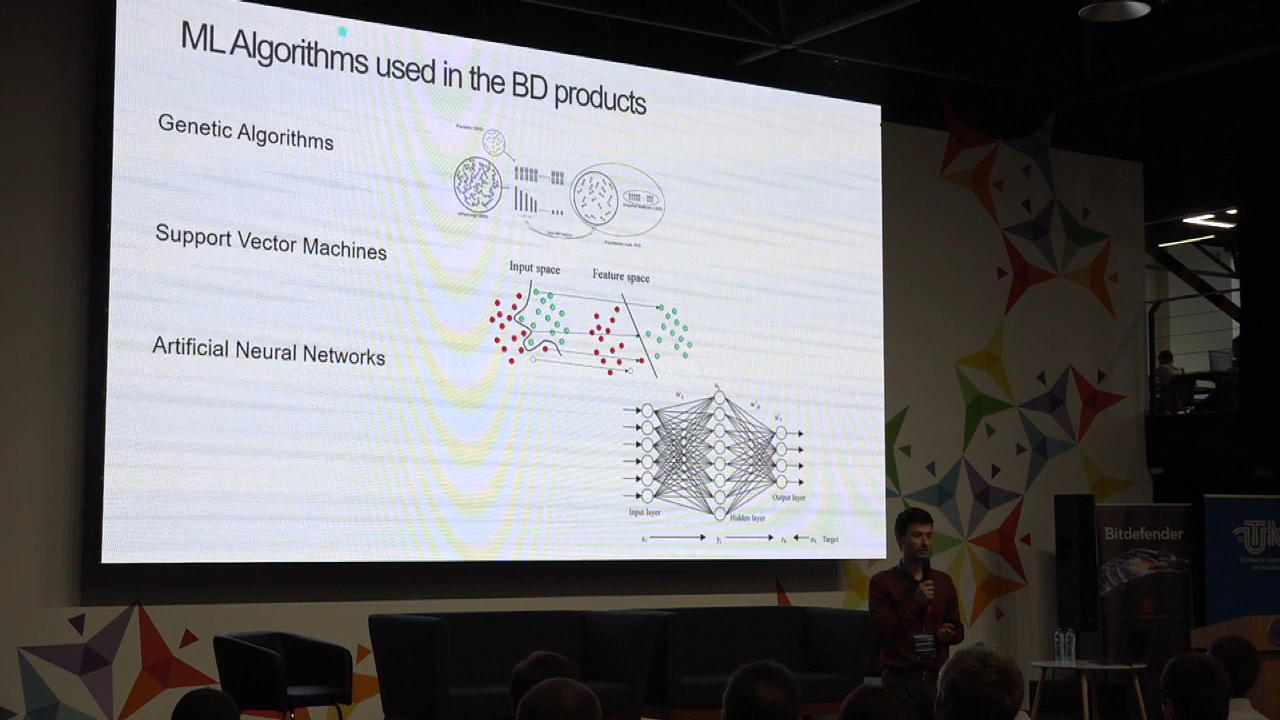 ML Algorithms used in the BD products
Genetic Algorithms
Support Vector Machines
Input space
Feature space
Artificial Neural Networks
Input layer
Hidden layer
Output layer
Target
Bitdefender